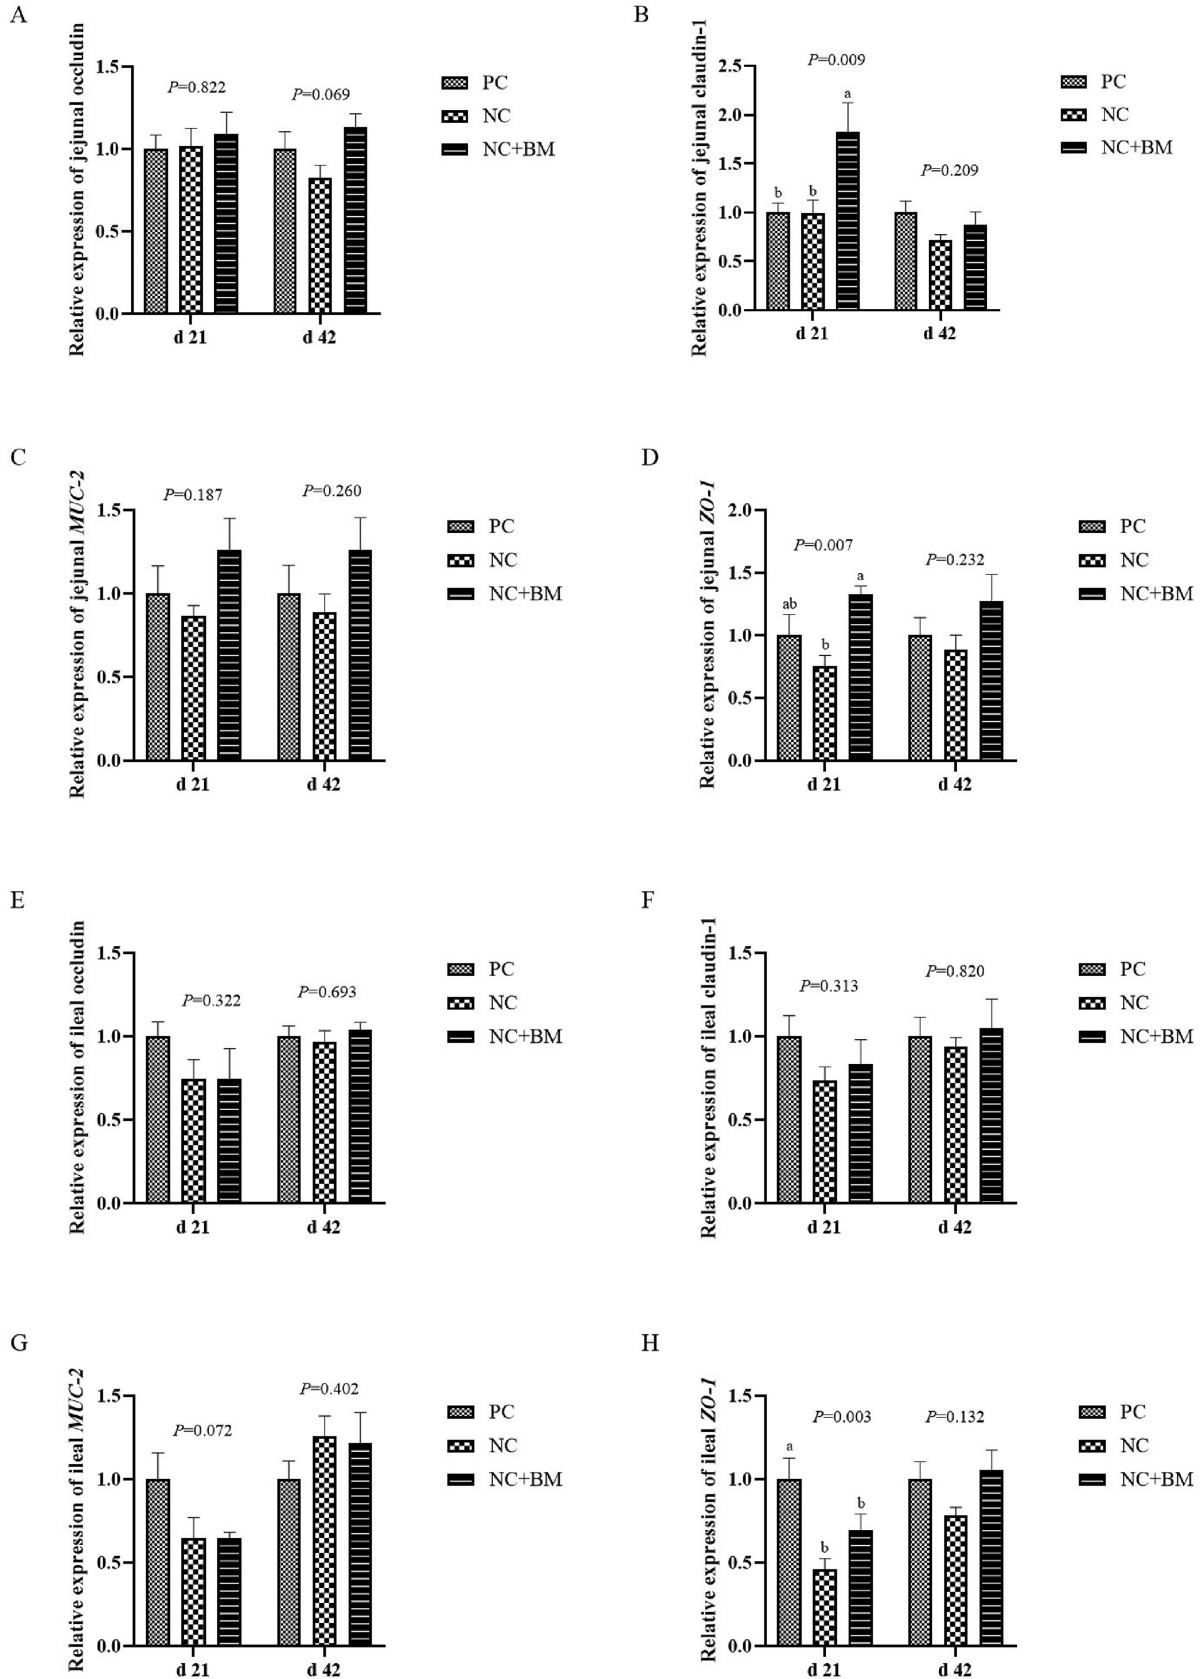 A
Relative expression of jejunal occludin
1.5
1.0
0.5
0.0
P=0.822
P=0.069
d 21
d 42
PC
NC
NC+BM
B
Relative expression of jejunal claudin-1
2.5
2.0
1.5
1.0
0.5
0.0
P=0.009
a
b
b
P=0.209
d 21
d 42
PC
NC
NC+BM
C
Relative expression of jejunal MUC-2
1.5
1.0
0.5
0.0
P=0.187
P=0.260
d 21
d 42
PC
NC
NC+BM
D
Relative expression of jejunal ZO-1
2.0
1.5
1.0
0.5
0.0
P=0.007
P=0.232
ab
b
a
d 21
d 42
PC
NC
NC+BM
E
Relative expression of ileal occludin
1.5
1.0
0.5
0.0
P=0.322
P=0.693
d 21
d 42
PC
NC
NC+BM
F
Relative expression of ileal claudin-1
1.5
1.0
0.5
0.0
P=0.313
P=0.820
d 21
d 42
PC
NC
NC+BM
G
Relative expression of ileal MUC-2
1.5
1.0
0.5
0.0
P=0.072
P=0.402
d 21
d 42
PC
NC
NC+BM
H
Relative expression of ileal ZO-1
1.5
1.0
0.5
0.0
P=0.003
P=0.132
a
b
b
d 21
d 42
PC
NC
NC+BM